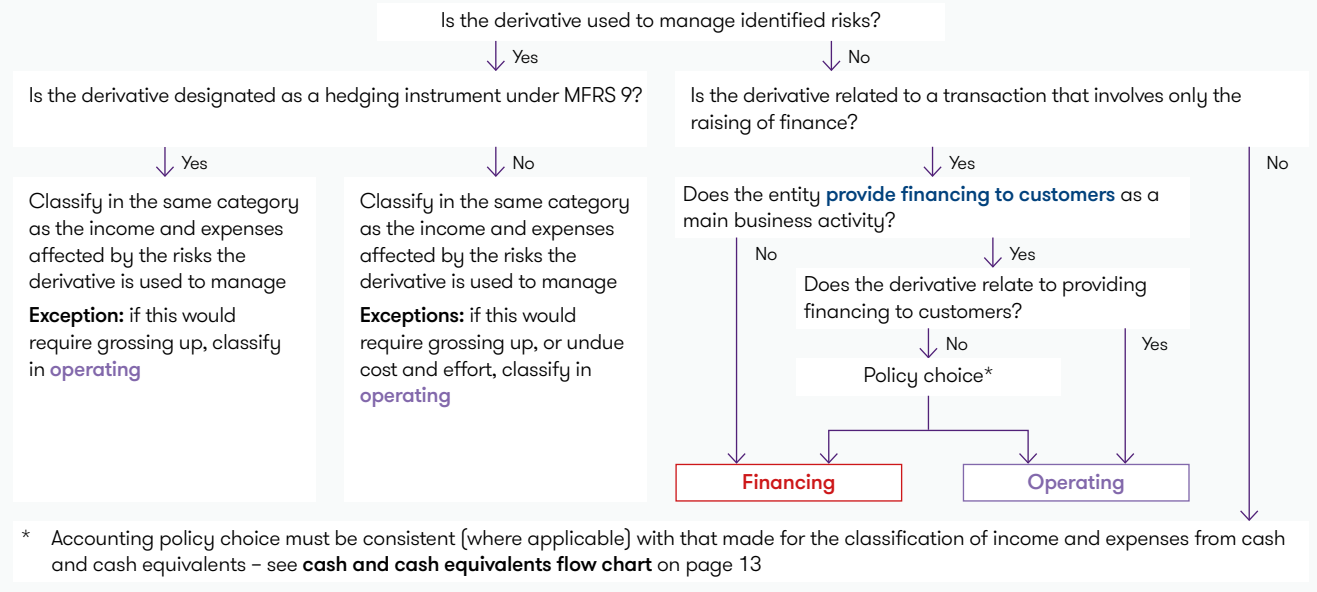 Is the derivative used to manage identified risks?
Yes
No
Is the derivative designated as a hedging instrument under MFRS 9?
Is the derivative related to a transaction that involves only the
raising of finance?
Yes
No
Yes
No
Classify in the same category
as the income and expenses
affected by the risks the
derivative is used to manage
Exception: if this would
require grossing up, classify
in operating
Classify in the same category
as the income and expenses
affected by the risks the
derivative is used to manage
Exceptions: if this would
require grossing up, or undue
cost and effort, classify in
operating
Does the entity provide financing to customers as a
main business activity?
No
Yes
Does the derivative relate to providing
financing to customers?
No
Yes
Policy choice*
Financing
Operating
* Accounting policy choice must be consistent (where applicable) with that made for the classification of income and expenses from cash
and cash equivalents – see cash and cash equivalents flow chart on page 13